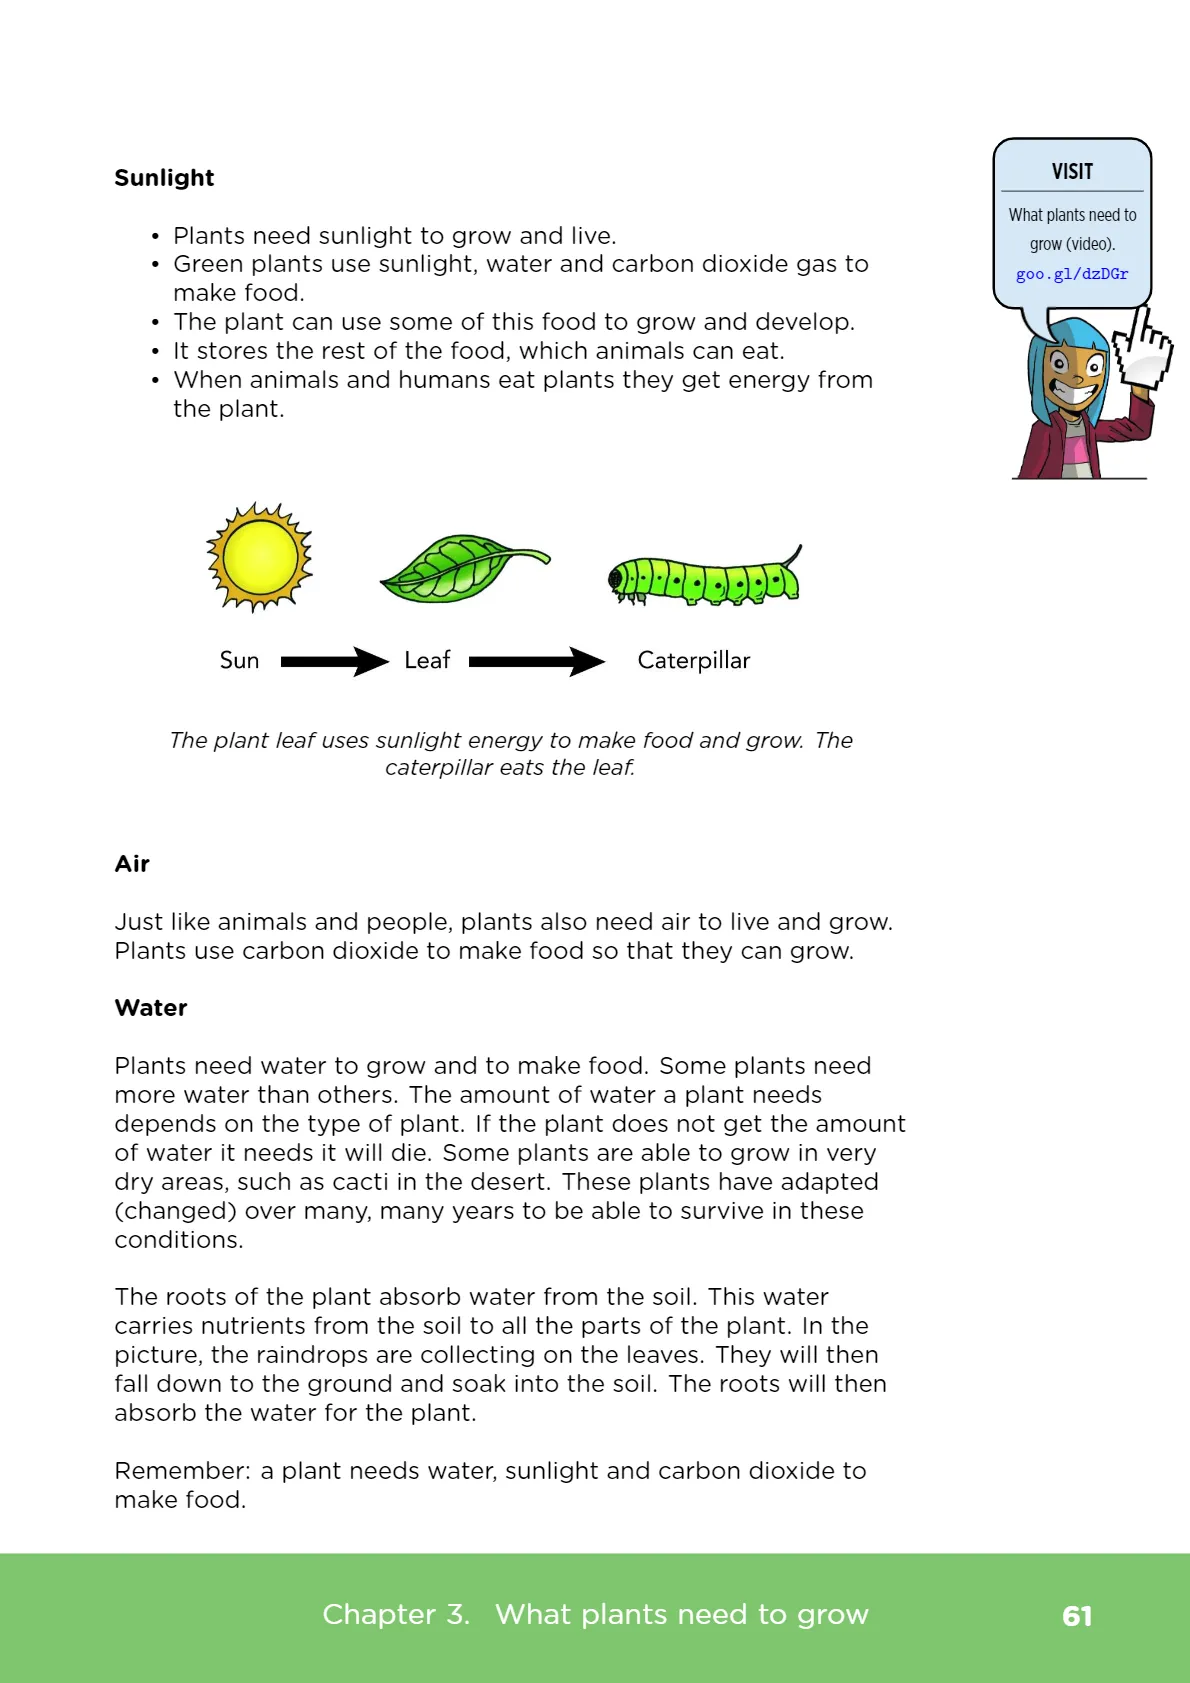 Sunlight
• Plants need sunlight to grow and live.
• Green plants use sunlight, water and carbon dioxide gas to
make food.
• The plant can use some of this food to grow and develop.
• It stores the rest of the food, which animals can eat.
• When animals and humans eat plants they get energy from
the plant.
VISIT
What plants need to
grow (video).
goo.gl/dzDGr
Sun Leaf Caterpillar
The plant leaf uses sunlight energy to make food and grow. The
caterpillar eats the leaf.
Air
Just like animals and people, plants also need air to live and grow.
Plants use carbon dioxide to make food so that they can grow.
Water
Plants need water to grow and to make food. Some plants need
more water than others. The amount of water a plant needs
depends on the type of plant. If the plant does not get the amount
of water it needs it will die. Some plants are able to grow in very
dry areas, such as cacti in the desert. These plants have adapted
(changed) over many, many years to be able to survive in these
conditions.
The roots of the plant absorb water from the soil. This water
carries nutrients from the soil to all the parts of the plant. In the
picture, the raindrops are collecting on the leaves. They will then
fall down to the ground and soak into the soil. The roots will then
absorb the water for the plant.
Remember: a plant needs water, sunlight and carbon dioxide to
make food.
Chapter 3. What plants need to grow 61